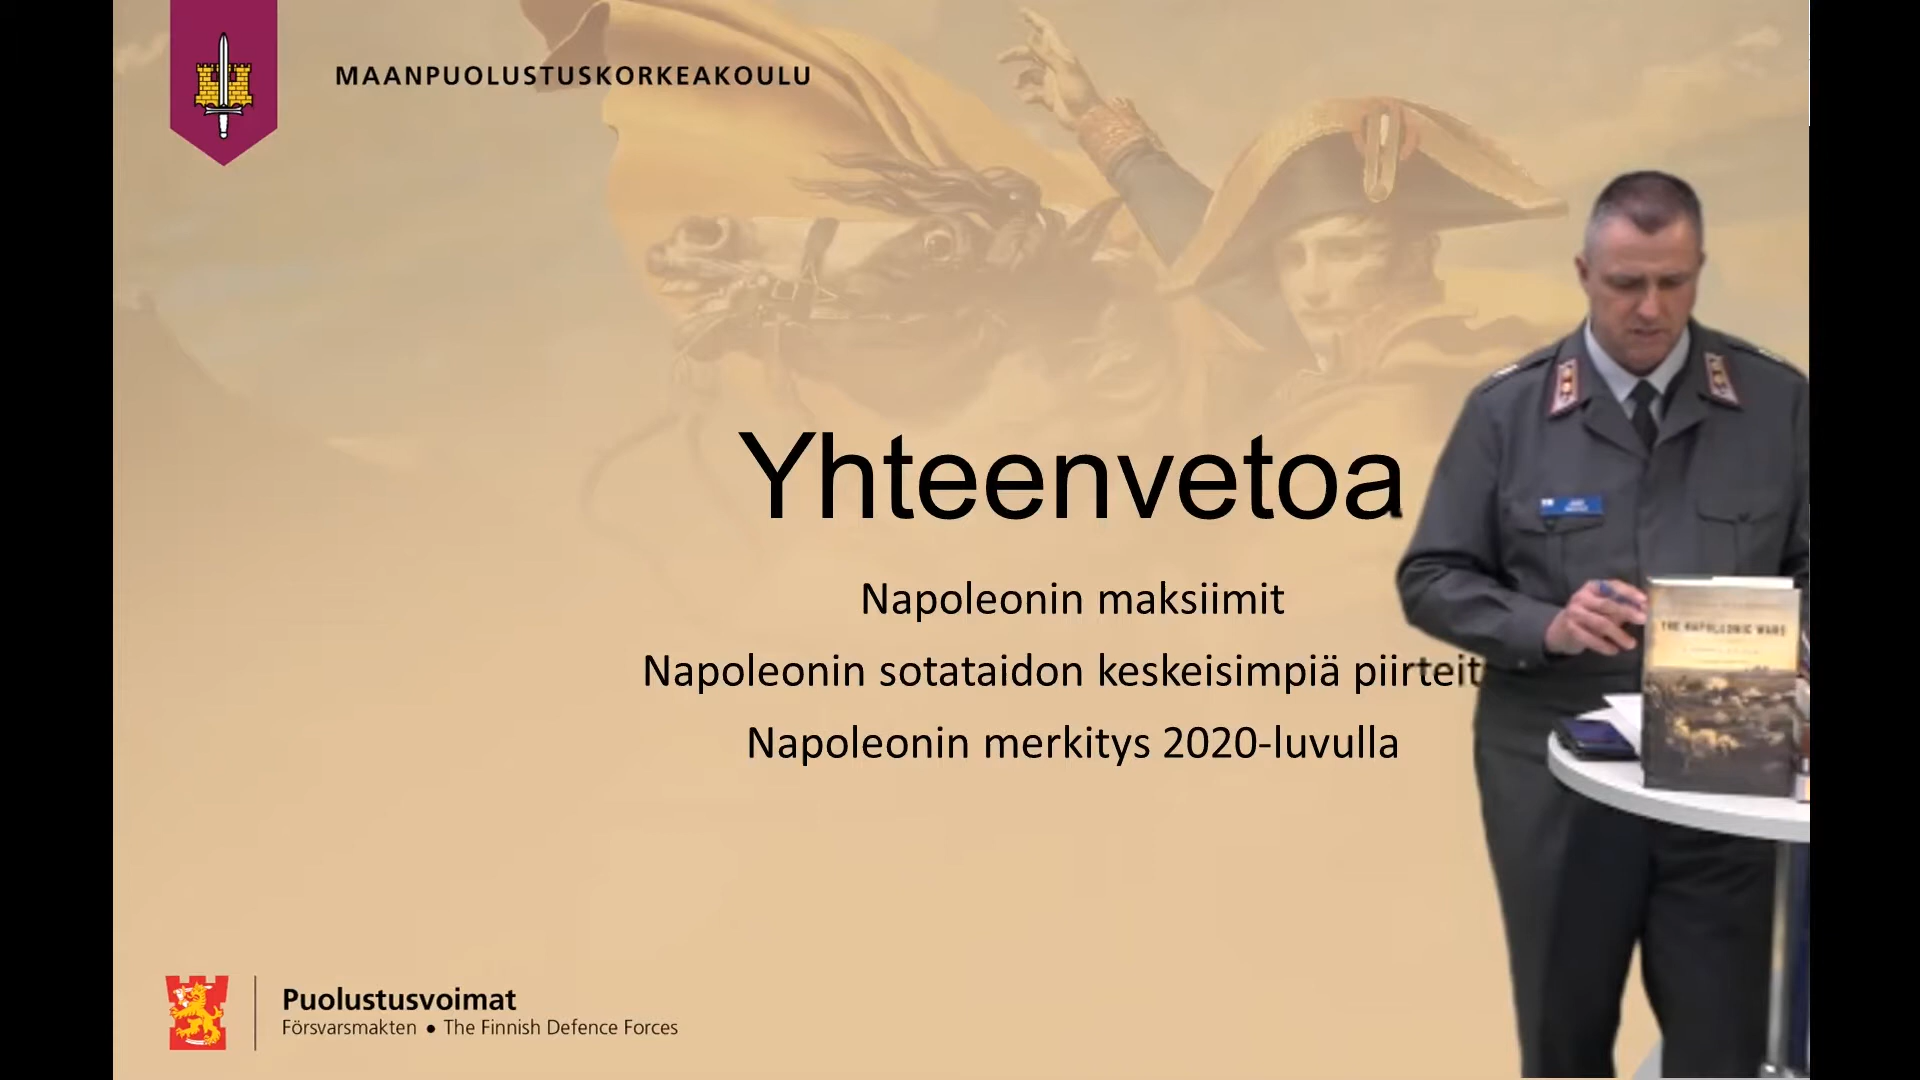 MAANPUOLUSTUSKORKEAKOULU
Yhteenvetoa
Napoleonin maksiimit
Napoleonin sotataidon keskeisimpiä piirteit
Napoleonin merkitys 2020-luvulla
THE NAPOLEONIC WARS
Puolustusvoimat
Försvarsmakten • The Finnish Defence Forces